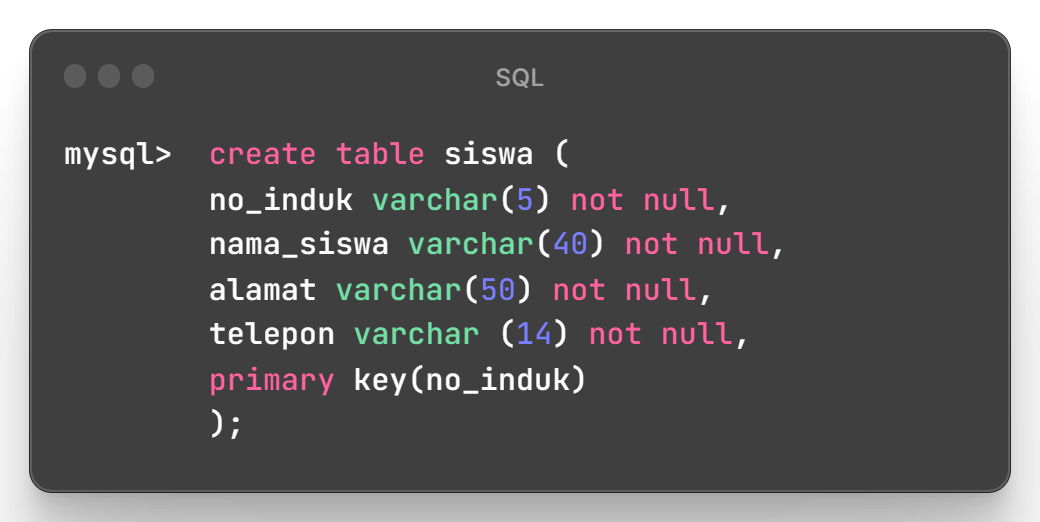 SQL
mysql> create table siswa (
no_induk varchar(5) not null,
nama_siswa varchar(40) not null,
alamat varchar(50) not null,
telepon varchar (14) not null,
primary key(no_induk)
);